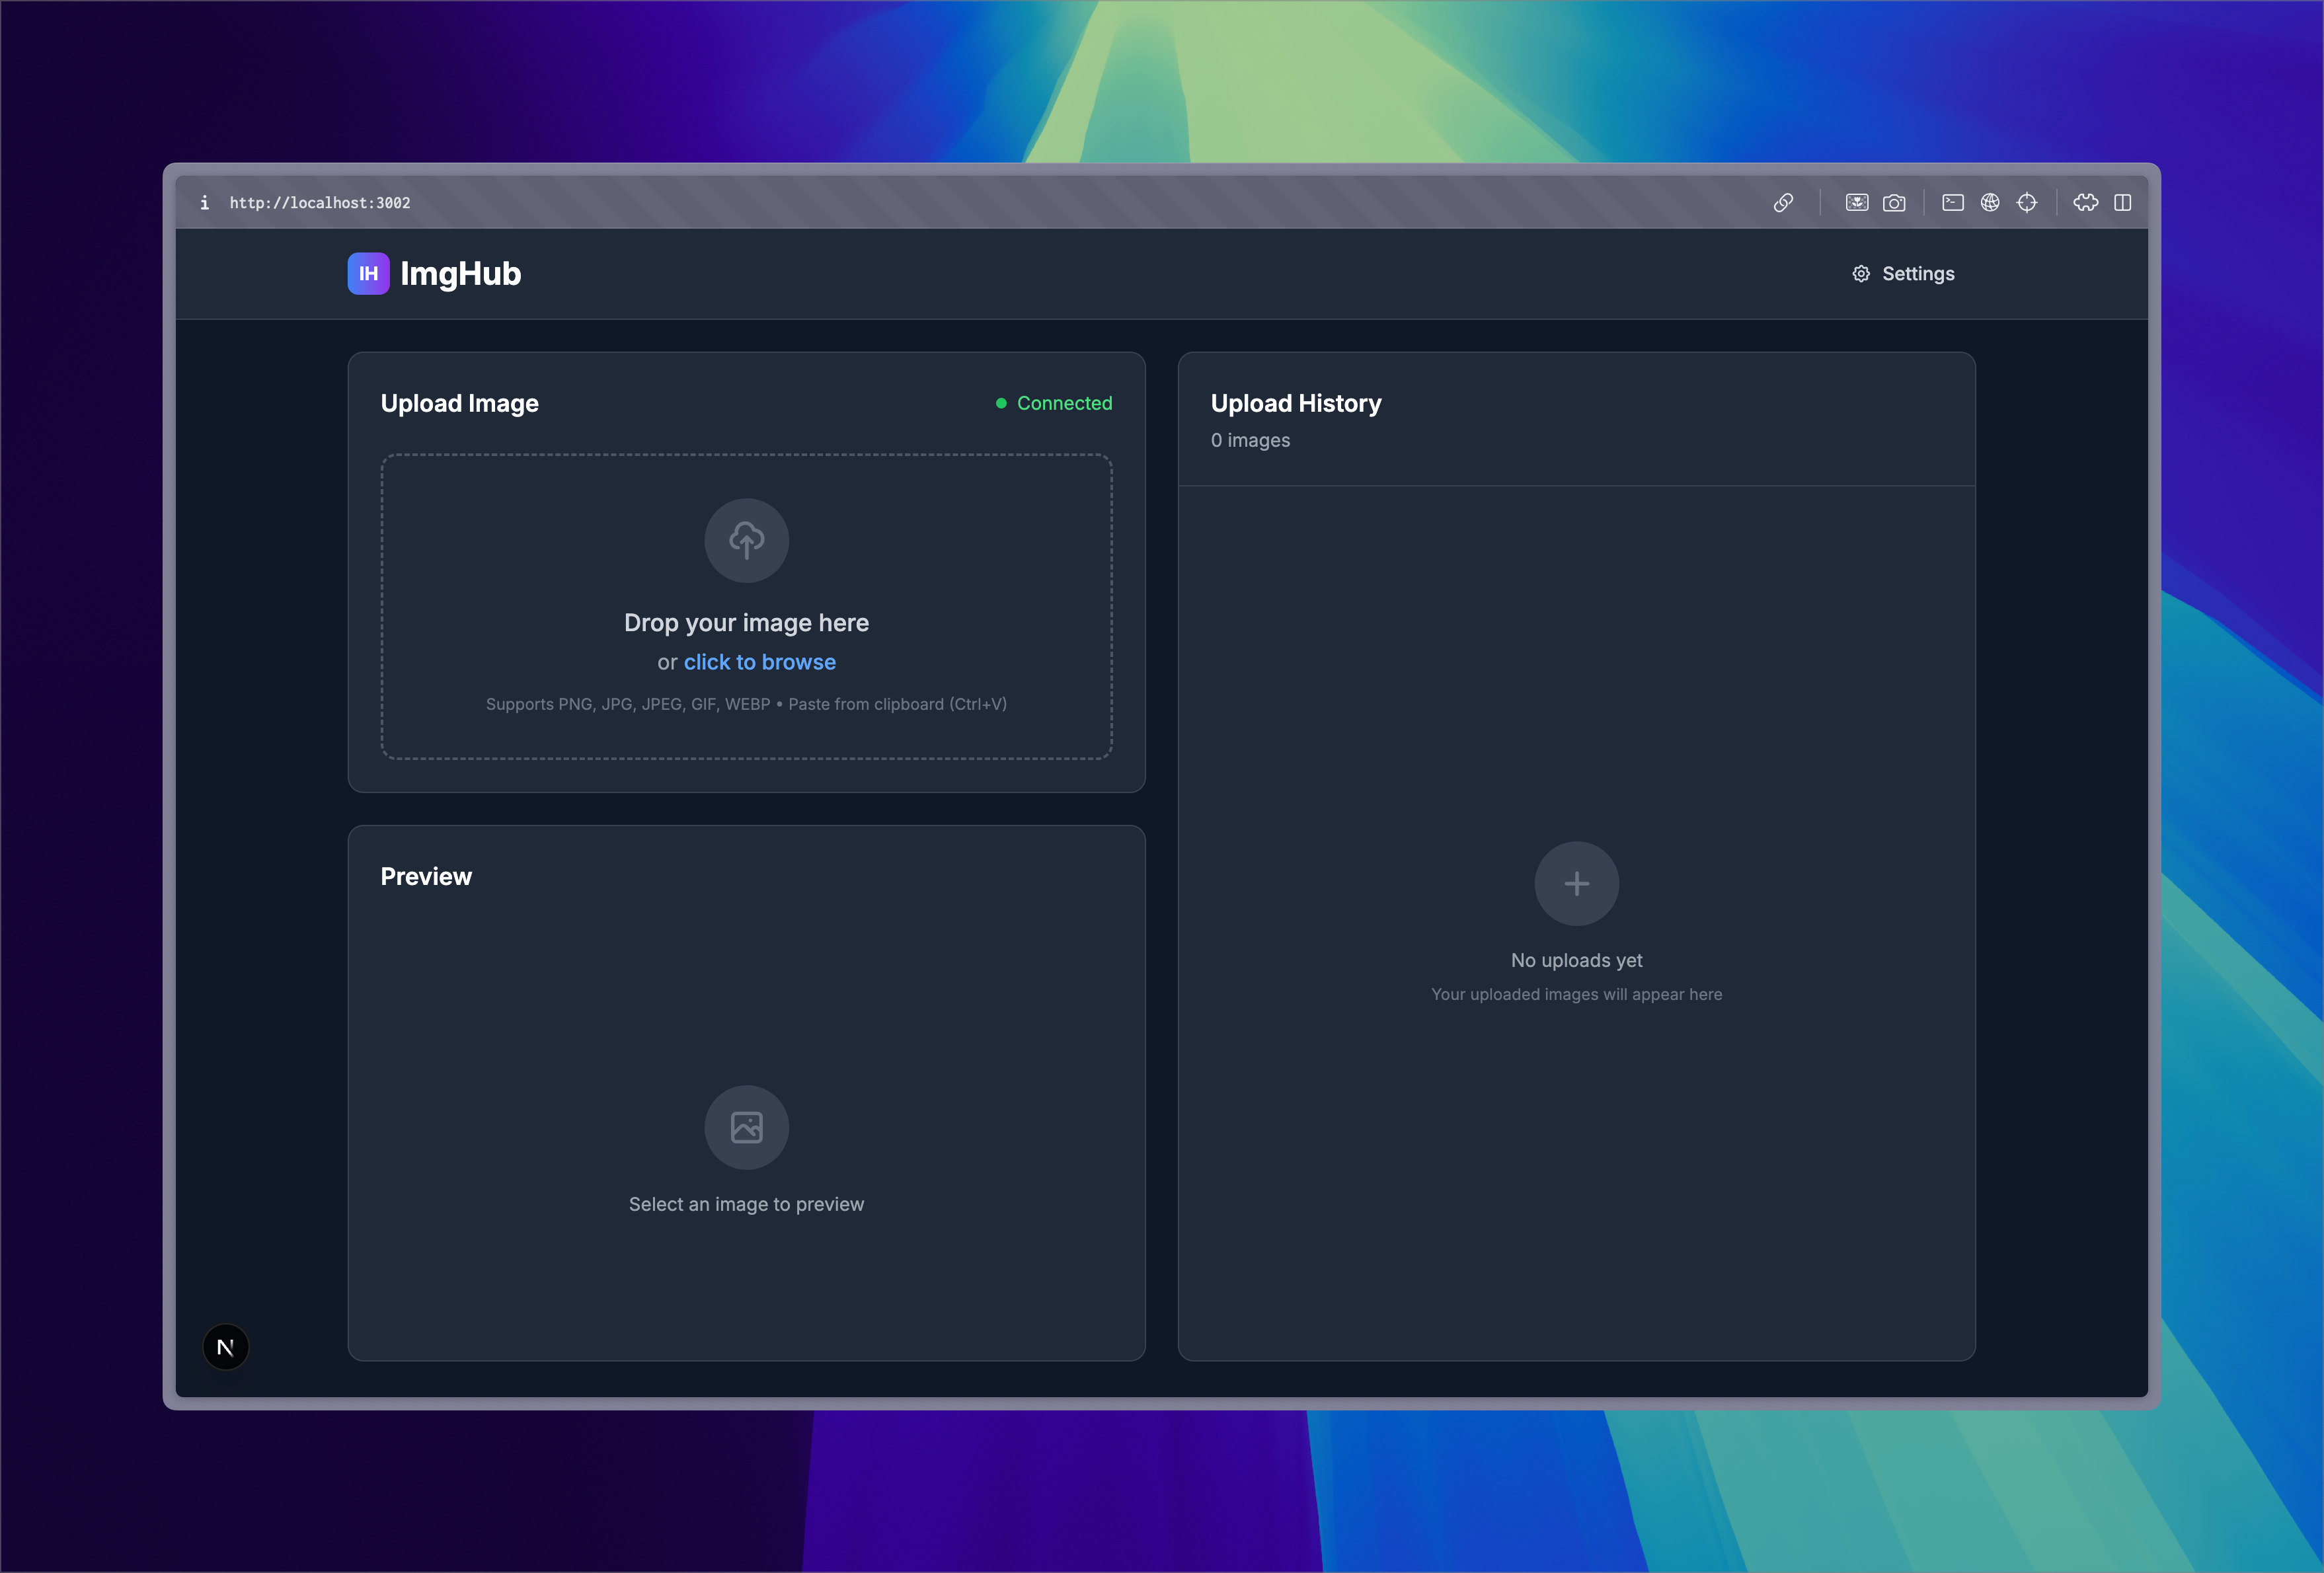 http://localhost:3002
IH ImgHub
Settings
Upload Image
Connected
Drop your image here
or click to browse
Supports PNG, JPG, JPEG, GIF, WEBP • Paste from clipboard (Ctrl+V)
Preview
Select an image to preview
Upload History
0 images
No uploads yet
Your uploaded images will appear here
N